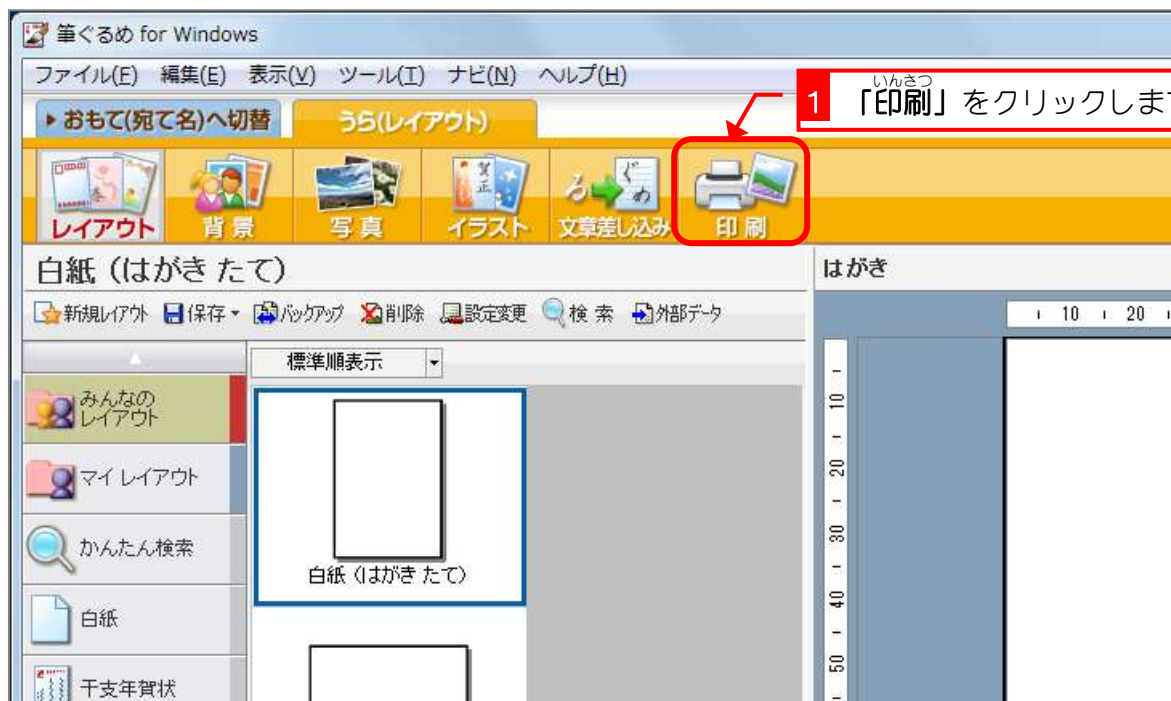 筆ぐるめ for Windows
ファイル(F) 編集(E) 表示(V) ツール(T) ナビ(N) ヘルプ(H)
いんさつ
1 「印刷」をクリックしま
おもて(宛て名)へ切替 うら(レイアウト)
レイアウト 背景 写真 イラスト 文章差し込み 印刷
白紙 (はがき たて)
はがき
新規レイアウト 保存 バックアップ 削除 設定変更 検索 外部データ
10 20
標準順表示
みんなの
レイアウト
マイ レイアウト
かんたん検索
白紙
干支年賀状
白紙 (はがき たて)
10
20
30
40
50